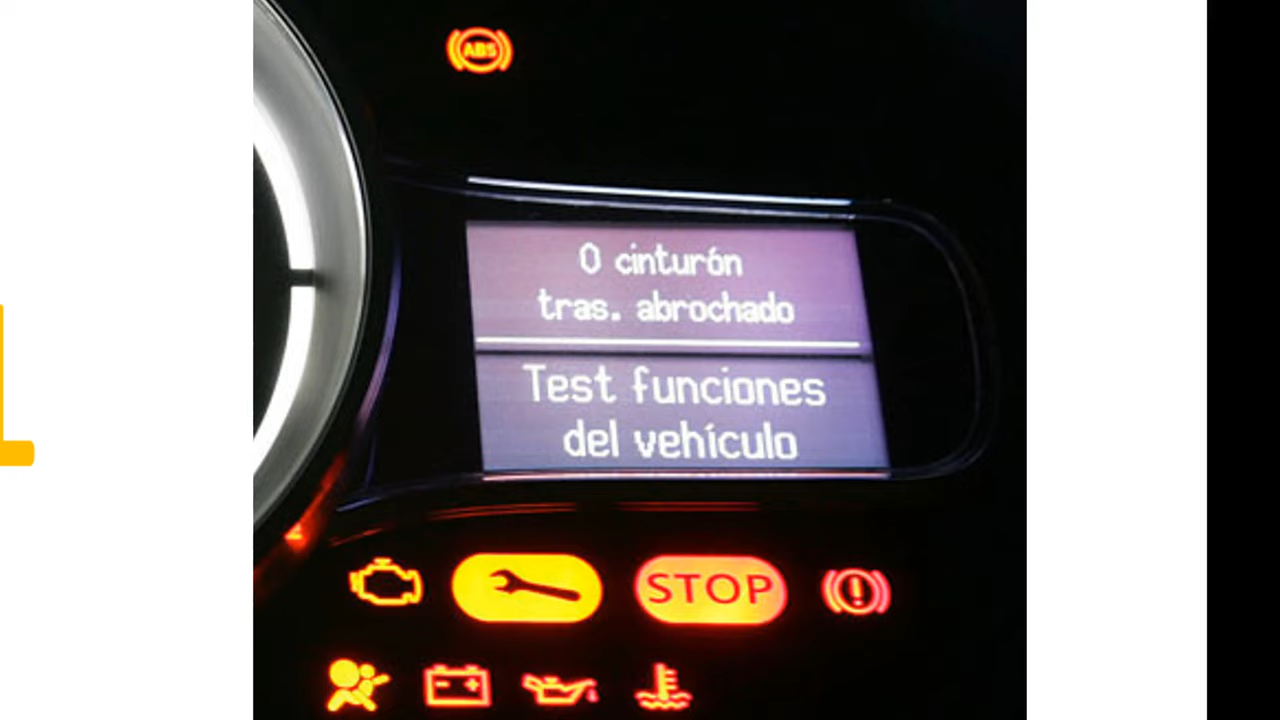 ABS
0 cinturón
tras. abrochado
Test funciones
del vehículo
STOP